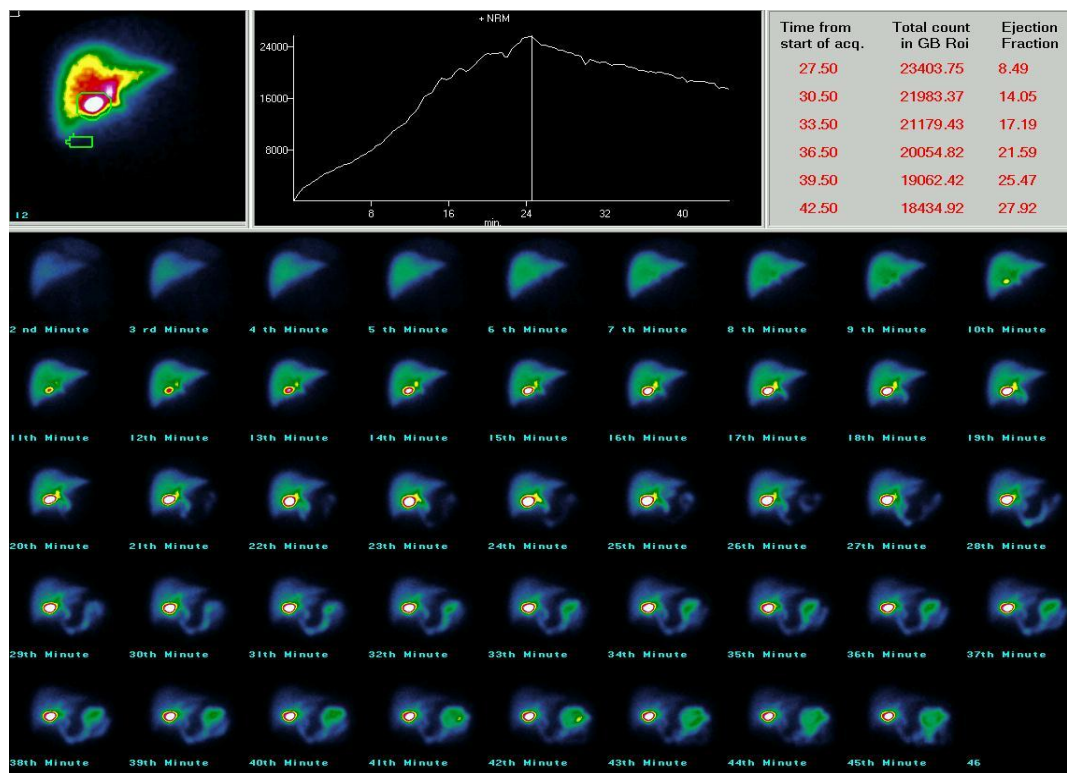 12
+ NRM
24000
16000
8000
8
16
24
32
40
min.
Time from start of acq.
Total count in GB Roi
Ejection Fraction
27.50 23403.75 8.49
30.50 21983.37 14.05
33.50 21179.43 17.19
36.50 20054.82 21.59
39.50 19062.42 25.47
42.50 18434.92 27.92
2 nd Minute 3 rd Minute 4 th Minute 5 th Minute 6 th Minute 7 th Minute 8 th Minute 9 th Minute 10th Minute
11th Minute 12th Minute 13th Minute 14th Minute 15th Minute 16th Minute 17th Minute 18th Minute 19th Minute
20th Minute 21th Minute 22th Minute 23th Minute 24th Minute 25th Minute 26th Minute 27th Minute 28th Minute
29th Minute 30th Minute 31th Minute 32th Minute 33th Minute 34th Minute 35th Minute 36th Minute 37th Minute
38th Minute 39th Minute 40th Minute 41th Minute 42th Minute 43th Minute 44th Minute 45th Minute 46